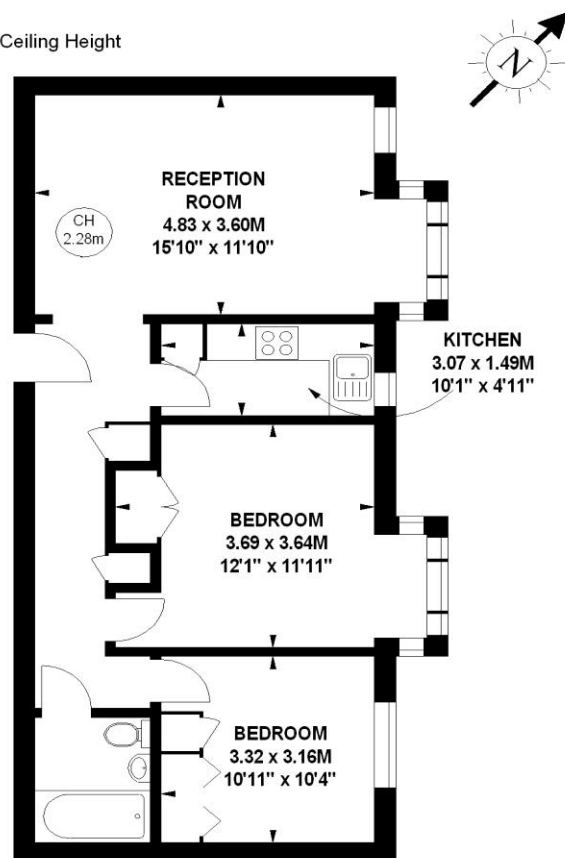 Ceiling Height
N
RECEPTION
ROOM
4.83 x 3.60M
15'10" x 11'10"
CH
2.28m
KITCHEN
3.07 x 1.49M
10'1" x 4'11"
BEDROOM
3.69 x 3.64M
12'1" x 11'11"
BEDROOM
3.32 x 3.16M
10'11" x 10'4"